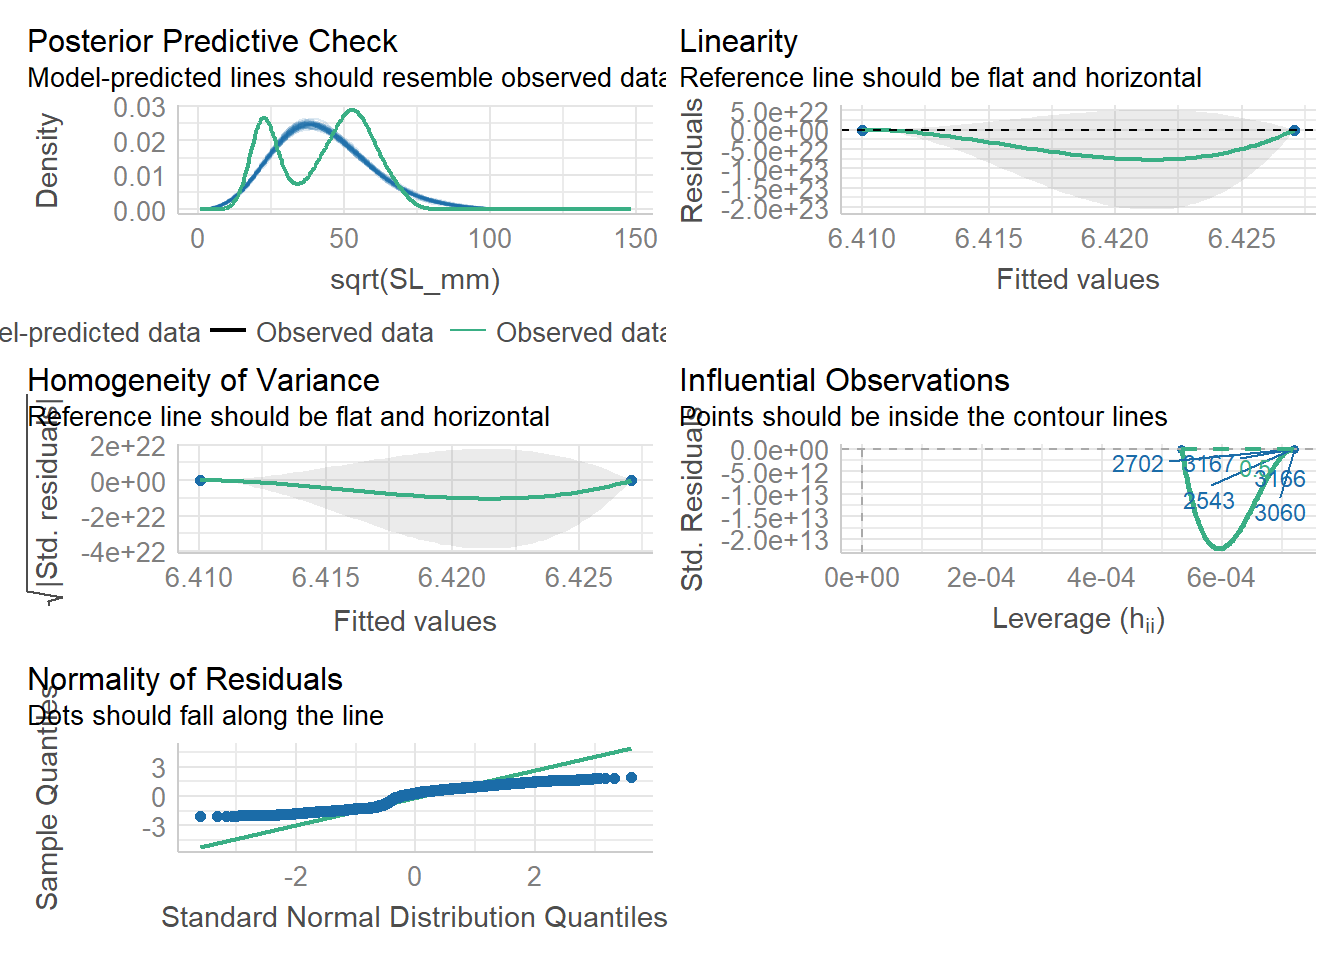 Posterior Predictive Check
Model-predicted lines should resemble observed data
Density
0.03
0.02
0.01
0.00
0
50
100
150
sqrt(SL_mm)
el-predicted data
Observed data
Observed data
Linearity
Reference line should be flat and horizontal
Residuals
5.0e+22
0.0e+00
-5.0e+22
-1.0e+23
-1.5e+23
-2.0e+23
6.410
6.415
6.420
6.425
Fitted values
Homogeneity of Variance
Reference line should be flat and horizontal
√|Std. residuals|
2e+22
0e+00
-2e+22
-4e+22
6.410
6.415
6.420
6.425
Fitted values
Influential Observations
Points should be inside the contour lines
Std. Residuals
0.0e+00
-5.0e+12
-1.0e+13
-1.5e+13
-2.0e+13
2702
3167
3166
2543
3060
0e+00
2e-04
4e-04
6e-04
Leverage (hii)
Normality of Residuals
Dots should fall along the line
Sample Quantiles
3
0
-3
-2
0
2
Standard Normal Distribution Quantiles